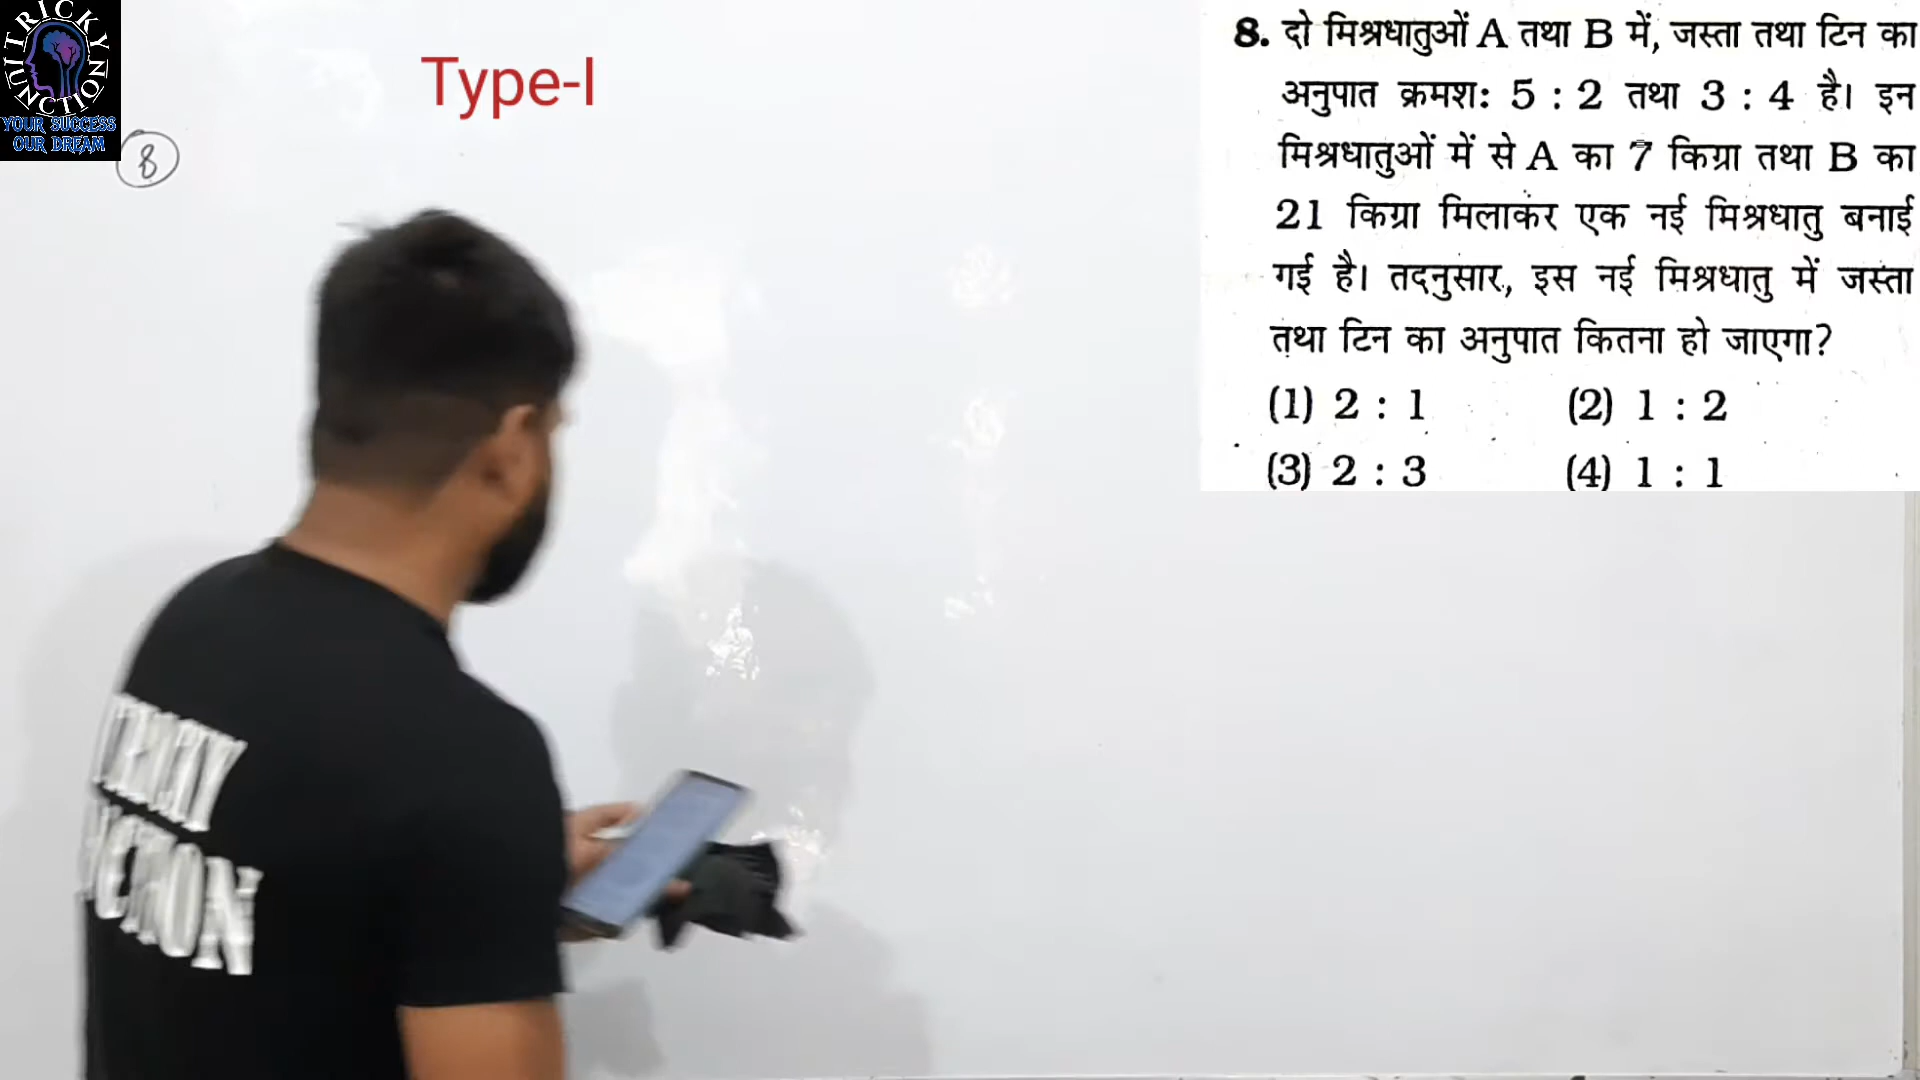 TRICKY
JUNCTION
YOUR SUCCESS
OUR DREAM
Type-I
8
8. दो मिश्रधातुओं A तथा B में, जस्ता तथा टिन का
अनुपात क्रमश: 5 : 2 तथा 3 : 4 है। इन
मिश्रधातुओं में से A का 7 किग्रा तथा B का
21 किग्रा मिलाकर एक नई मिश्रधातु बनाई
गई है। तदनुसार, इस नई मिश्रधातु में जस्ता
तथा टिन का अनुपात कितना हो जाएगा?
(1) 2 : 1 (2) 1 : 2
(3) 2 : 3 (4) 1 : 1